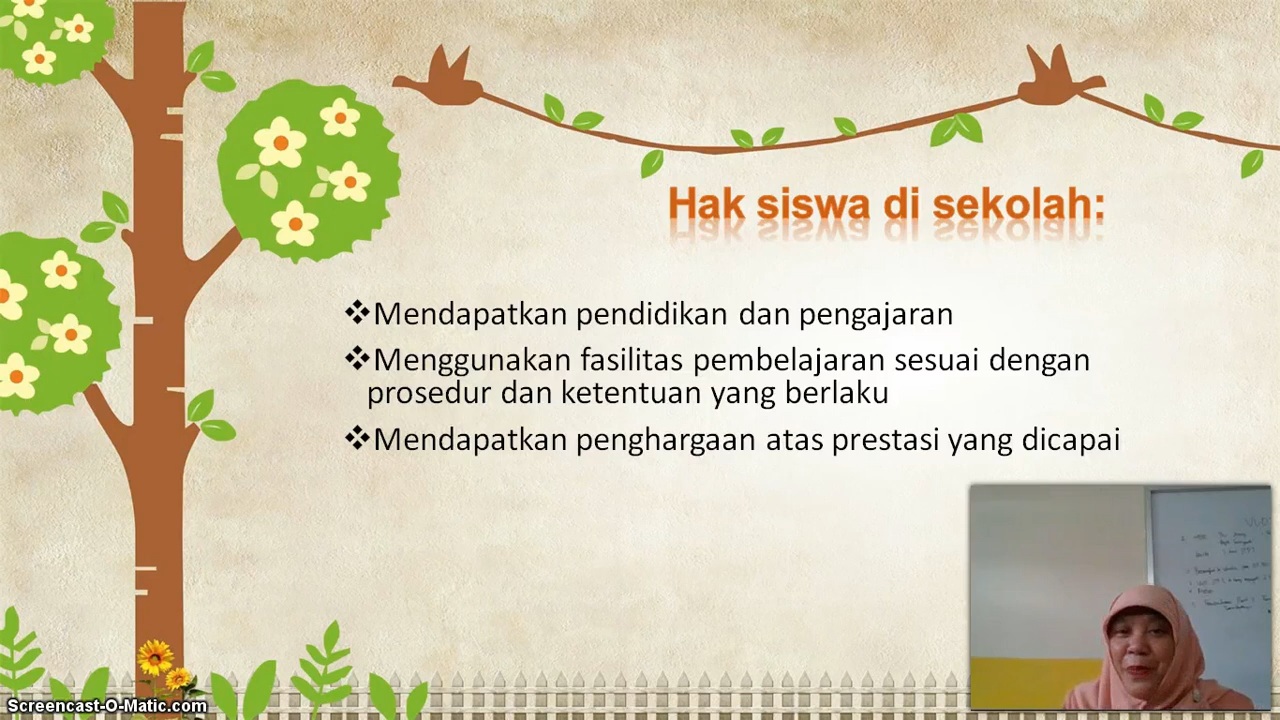 Hak siswa di sekolah:
❖Mendapatkan pendidikan dan pengajaran
❖Menggunakan fasilitas pembelajaran sesuai dengan
prosedur dan ketentuan yang berlaku
❖Mendapatkan penghargaan atas prestasi yang dicapai
Screencast-O-Matic.com